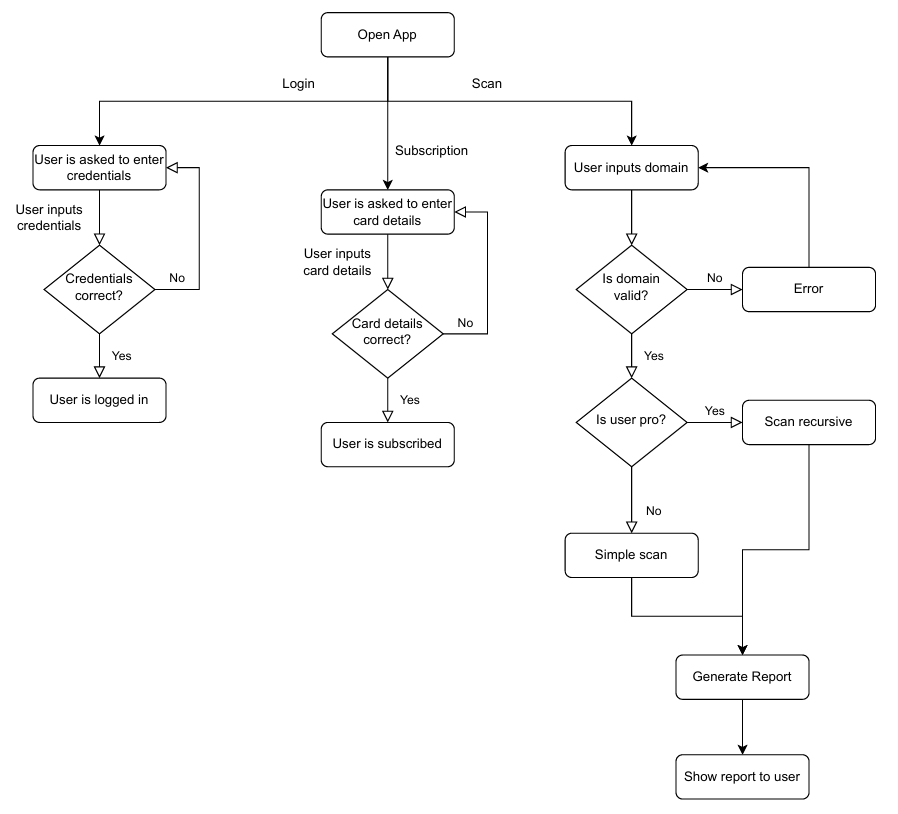 Open App
Login
Scan
User is asked to enter
credentials
Subscription
User inputs domain
User inputs
credentials
User is asked to enter
card details
User inputs
card details
Credentials
correct?
No
Is domain
valid?
No
Error
Card details
correct?
No
Yes
Yes
User is logged in
Yes
Is user pro?
Yes
Scan recursive
User is subscribed
No
Simple scan
Generate Report
Show report to user